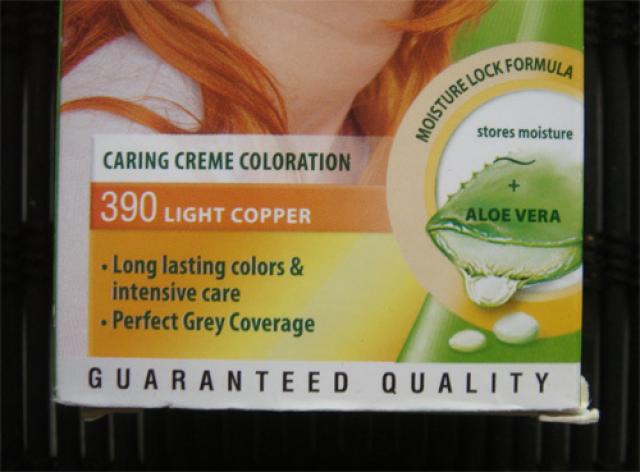 MOISTURE LOCK FORMULA
stores moisture
+
ALOE VERA
CARING CREME COLORATION
390 LIGHT COPPER
• Long lasting colors &
intensive care
• Perfect Grey Coverage
GUARANTEED QUALITY